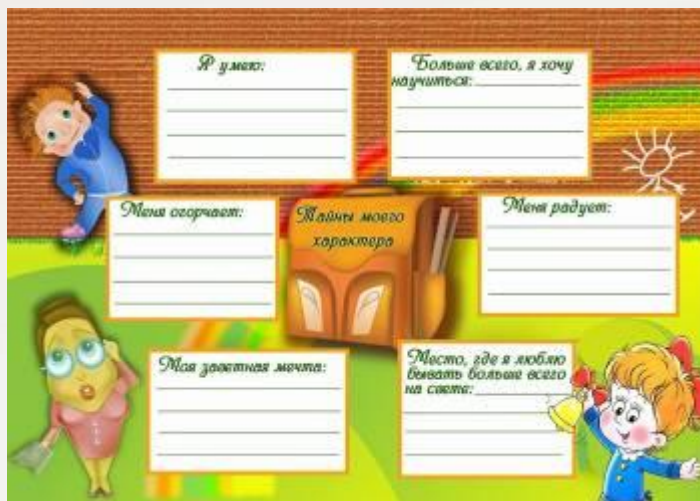 Я умею:
Больше всего, я хочу
научиться:
Меня огорчает:
Тайны моего
характера
Меня радует:
Моя заветная мечта:
Место, где я люблю
бывать больше всего
на свете: